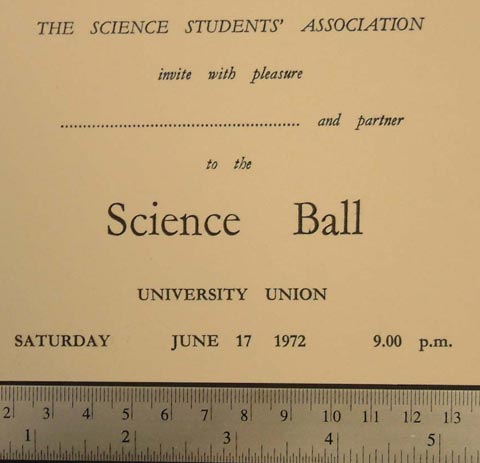 THE SCIENCE STUDENTS' ASSOCIATION
invite with pleasure
.................................................... and partner
to the
Science Ball
UNIVERSITY UNION
SATURDAY JUNE 17 1972 9.00 p.m.
2 3 4 5 6 7 8 9 10 11 12 13
1 2 3 4 5